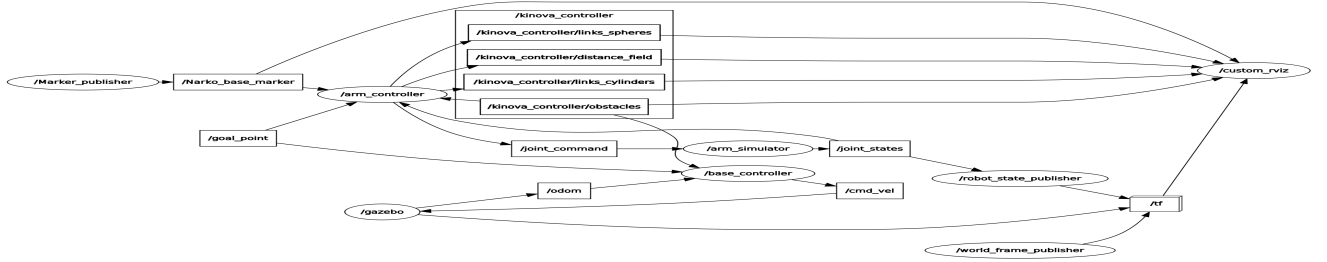 /kinova_controller
/kinova_controller/links_spheres
/kinova_controller/distance_field
/custom_rviz
/Marker_publisher
/Narko_base_marker
/kinova_controller/links_cylinders
/arm_controller
/kinova_controller/obstacles
/goal_point
/joint_command
/arm_simulator
/joint_states
/base_controller
/robot_state_publisher
/odom
/cmd_vel
/gazebo
/tf
/world_frame_publisher